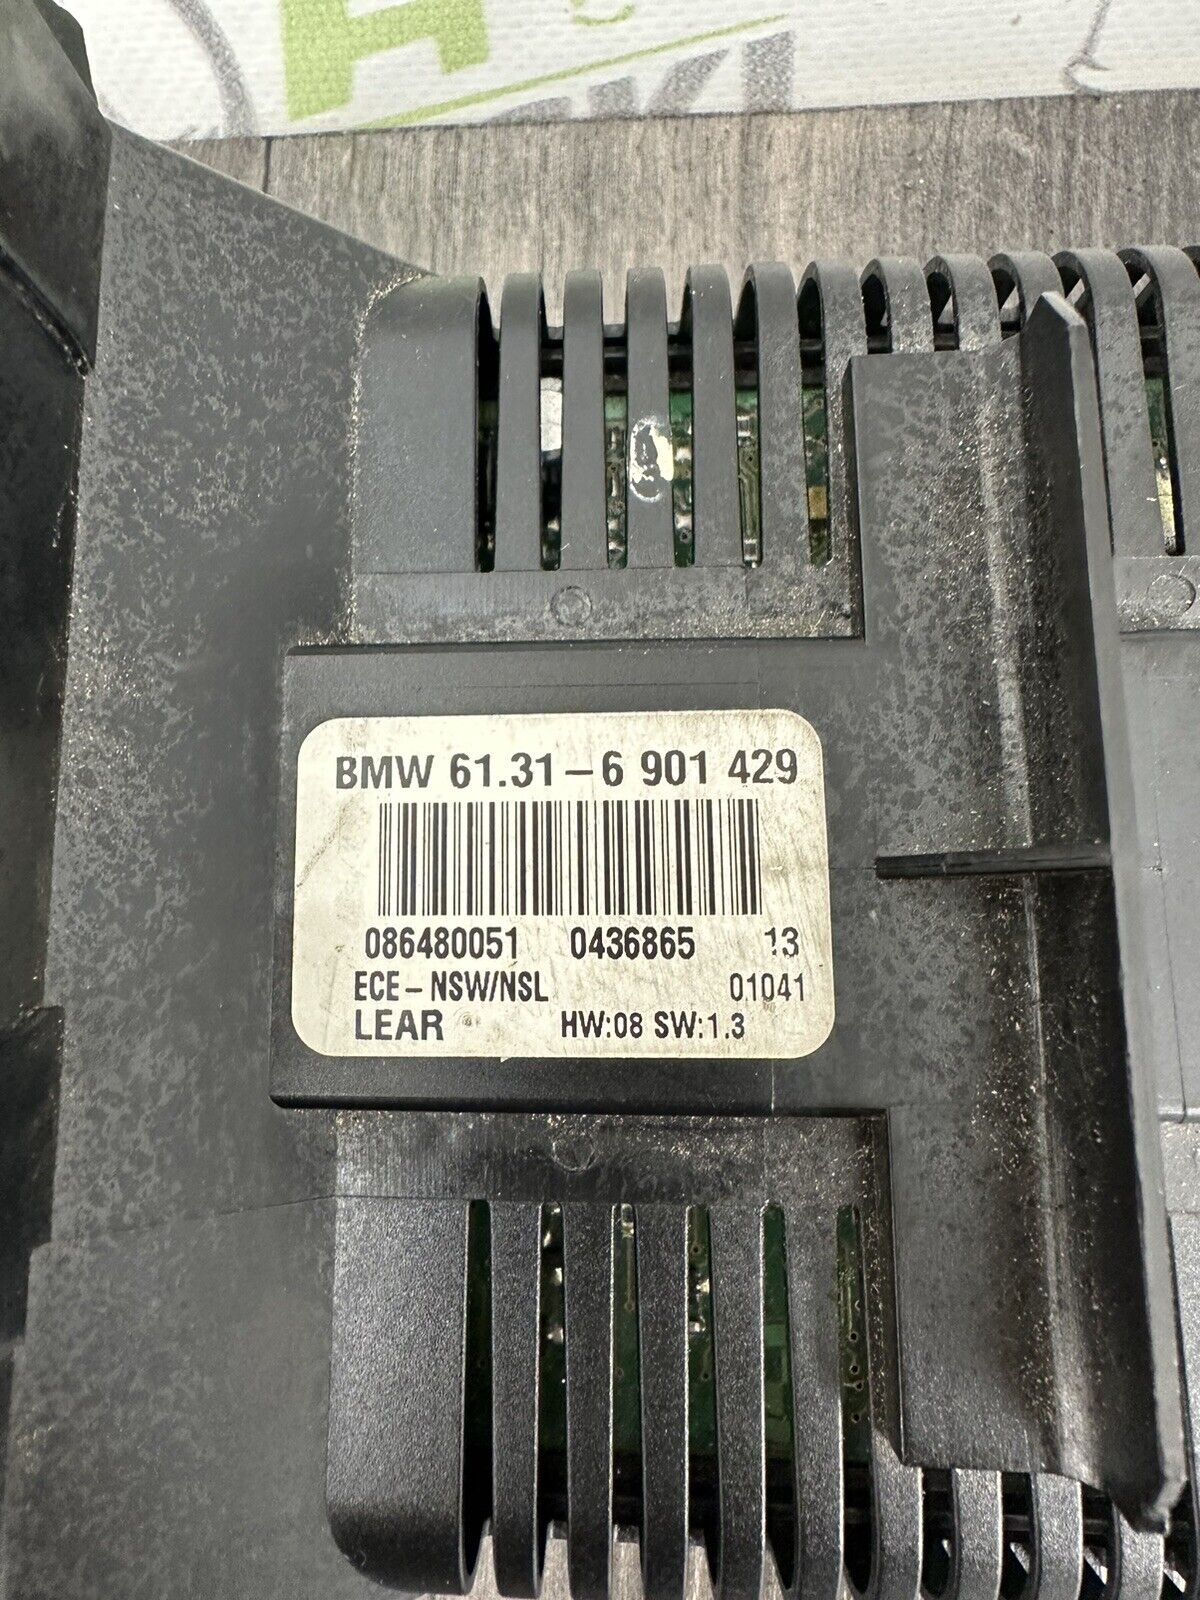 BMW 61.31-6 901 429
086480051 0436865 13
ECE-NSW/NSL 01041
LEAR HW:08 SW:1.3